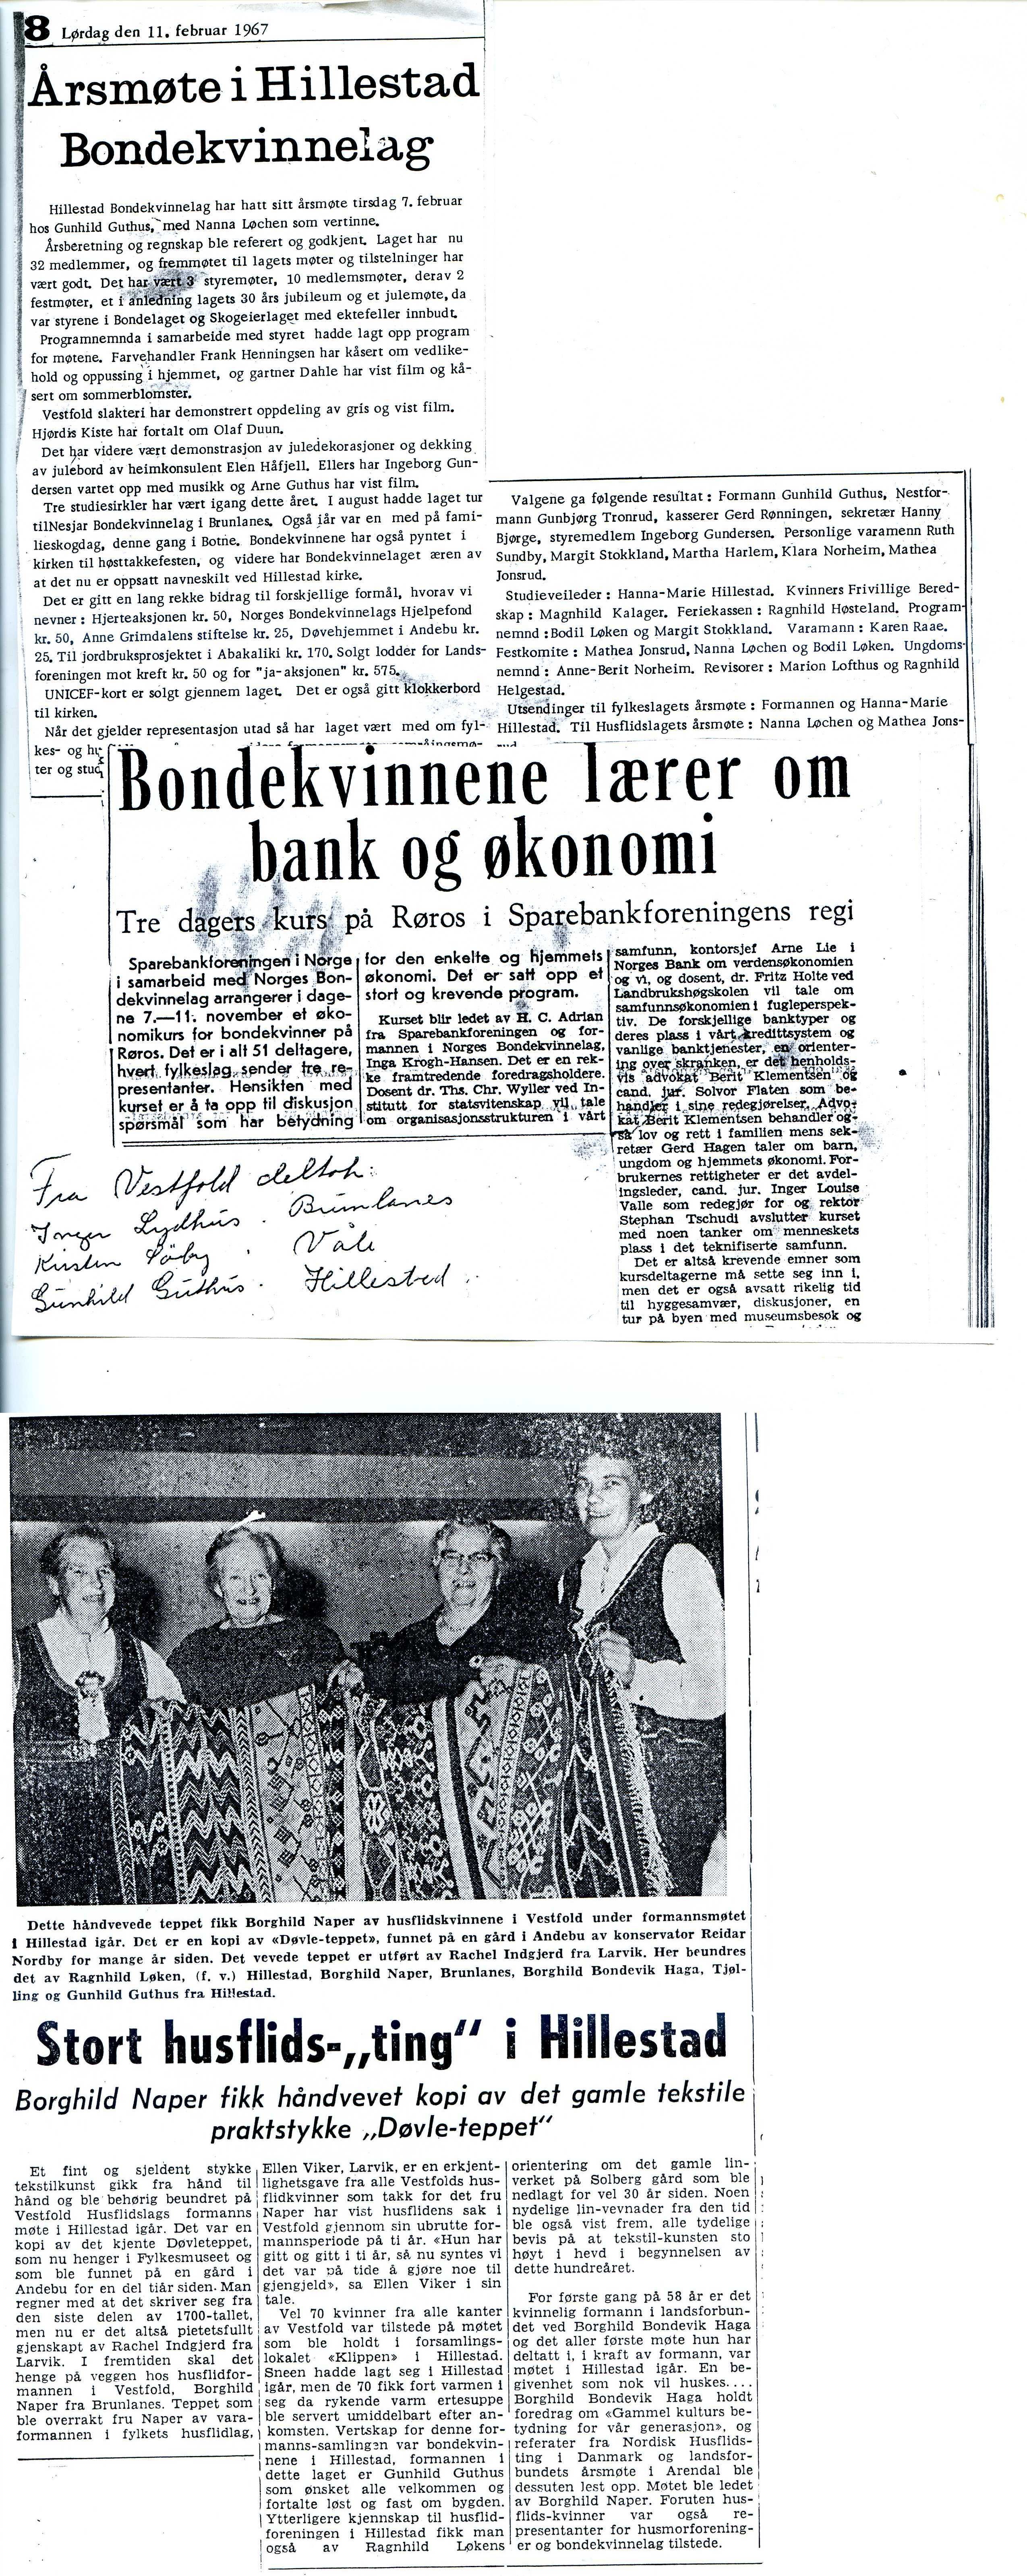 8 Lørdag den 11. februar 1967
Årsmøte i Hillestad
Bondekvinnelag
Hillestad Bondekvinnelag har hatt sitt årsmøte tirsdag 7. februar
hos Gunhild Guthus, med Nanna Løchen som vertinne.
Årsberetning og regnskap ble referert og godkjent. Laget har nu
32 medlemmer, og fremmøtet til lagets møter og tilstelninger har
vært godt. Det har vært 3 styremøter, 10 medlemsmøter, derav 2
festmøter, et i anledning lagets 30 års jubileum og et julemøte, da
var styrene i Bondelaget og Skogeierlaget med ektefeller innbudt.
Programnemnda i samarbeide med styret hadde lagt opp program
for møtene. Farvehandler Frank Henningsen har kåsert om vedlike-
hold og oppussing i hjemmet, og gartner Dahle har vist film og kå-
sert om sommerblomster.
Vestfold slakteri har demonstrert oppdeling av gris og vist film.
Hjørdis Kiste har fortalt om Olaf Duun.
Det har videre vært demonstrasjon av juledekorasjoner og dekking
av julebord av heimkonsulent Elen Håfjell. Ellers har Ingeborg Gun-
dersen vartet opp med musikk og Arne Guthus har vist film.
Tre studiesirkler har vært igang dette året. I august hadde laget tur
tilNesjar Bondekvinnelag i Brunlanes. Også iår var en med på fami-
lieskogdag, denne gang i Botne. Bondekvinnene har også pyntet i
kirken til høsttakkefesten, og videre har Bondekvinnelaget æren av
at det nu er oppsatt navneskilt ved Hillestad kirke.
Det er gitt en lang rekke bidrag til forskjellige formål, hvorav vi
nevner : Hjerteaksjonen kr. 50, Norges Bondekvinnelags Hjelpefond
kr. 50, Anne Grimdalens stiftelse kr. 25, Døvehjemmet i Andebu kr.
25. Til jordbruksprosjektet i Abakaliki kr. 170. Solgt lodder for Lands-
foreningen mot kreft kr. 50 og for "ja-aksjonen" kr. 575.
UNICEF-kort er solgt gjennem laget. Det er også gitt klokkerbord
til kirken.
Når det gjelder representasjon utad så har laget vært med om fyl-
kes- og hu
ter og stud
Valgene ga følgende resultat : Formann Gunhild Guthus, Nestfor-
mann Gunbjørg Tronrud, kasserer Gerd Rønningen, sekretær Hanny
Bjørge, styremedlem Ingeborg Gundersen. Personlige varamenn Ruth
Sundby, Margit Stokkland, Martha Harlem, Klara Norheim, Mathea
Jonsrud.
Studieveileder : Hanna-Marie Hillestad. Kvinners Frivillige Bered-
skap : Magnhild Kalager. Feriekassen : Ragnhild Høsteland. Program-
nemnd :Bodil Løken og Margit Stokkland. Varamann : Karen Raae.
Festkomite : Mathea Jonsrud, Nanna Løchen og Bodil Løken. Ungdoms-
nemnd : Anne-Berit Norheim. Revisorer : Marion Lofthus og Ragnhild
Helgestad.
Utsendinger til fylkeslagets årsmøte : Formannen og Hanna-Marie
Hillestad. Til Husflidslagets årsmøte : Nanna Løchen og Mathea Jons-
rud
Bondekvinnene lærer om
bank og økonomi
Tre dagers kurs på Røros i Sparebankforeningens regi
Sparebankforeningen i Norge
i samarbeid med Norges Bon-
dekvinnelag arrangerer i dage-
ne 7.—11. november et øko-
nomikurs for bondekvinner på
Røros. Det er i alt 51 deltagere,
hvert fylkeslag sender tre re-
presentanter. Hensikten med
kurset er å ta opp til diskusjon
spørsmål som har betydning
for den enkelte og hjemmets
økonomi. Det er satt opp et
stort og krevende program.
Kurset blir ledet av H. C. Adrian
fra Sparebankforeningen og for-
mannen i Norges Bondekvinnelag,
Inga Krogh-Hansen. Det er en rek-
ke framtredende foredragsholdere.
Dosent dr. Ths. Chr. Wyller ved In-
stitutt for statsvitenskap vil tale
om organisasjonsstrukturen i vårt
samfunn, kontorsjef Arne Lie i
Norges Bank om verdensøkonomien
og vi, og dosent, dr. Fritz Holte ved
Landbrukshøgskolen vil tale om
samfunnsøkonomien i fugleperspek-
tiv. De forskjellige banktyper og
deres plass i vårt kredittsystem og
vanlige banktjenester, en orienter-
ing over skranken, er det henholds-
vis advokat Berit Klementsen og
cand. jur. Solvor Flaten som be-
handler i sine redegjørelser. Advo-
kat Berit Klementsen behandler og-
så lov og rett i familien mens sek-
retær Gerd Hagen taler om barn,
ungdom og hjemmets økonomi. For-
brukernes rettigheter er det avdel-
ingsleder, cand. jur. Inger Louise
Valle som redegjør for og rektor
Stephan Tschudi avslutter kurset
med noen tanker om menneskets
plass i det teknifiserte samfunn.
Det er altså krevende emner som
kursdeltagerne må sette seg inn i,
men det er også avsatt rikelig tid
til hyggesamvær, diskusjoner, en
tur på byen med museumsbesøk og
Fra Vestfold deltok:
Inger Lydhus. Brunlanes
Kirsten Søby. Våle
Gunhild Guthus. Hillestad.
Dette håndvevede teppet fikk Borghild Naper av husflidskvinnene i Vestfold under formannsmøtet
i Hillestad igår. Det er en kopi av «Døvle-teppet», funnet på en gård i Andebu av konservator Reidar
Nordby for mange år siden. Det vevede teppet er utført av Rachel Indgjerd fra Larvik. Her beundres
det av Ragnhild Løken, (f. v.) Hillestad, Borghild Naper, Brunlanes, Borghild Bondevik Haga, Tjøl-
ling og Gunhild Guthus fra Hillestad.
Stort husflids-„ting“ i Hillestad
Borghild Naper fikk håndvevet kopi av det gamle tekstile
praktstykke „Døvle-teppet“
Et fint og sjeldent stykke
tekstilkunst gikk fra hånd til
hånd og ble behørig beundret på
Vestfold Husflidslags formanns
møte i Hillestad igår. Det var en
kopi av det kjente Døvleteppet,
som nu henger i Fylkesmuseet og
som ble funnet på en gård i
Andebu for en del tiår siden. Man
regner med at det skriver seg fra
den siste delen av 1700-tallet,
men nu er det altså pietetsfullt
gjenskapt av Rachel Indgjerd fra
Larvik. I fremtiden skal det
henge på veggen hos husflidfor-
mannen i Vestfold, Borghild
Naper fra Brunlanes. Teppet som
ble overrakt fru Naper av vara-
formannen i fylkets husflidlag,
Ellen Viker, Larvik, er en erkjent-
lighetsgave fra alle Vestfolds hus-
flidkvinner som takk for det fru
Naper har vist husflidens sak i
Vestfold gjennom sin ubrutte for-
mannsperiode på ti år. «Hun har
gitt og gitt i ti år, så nu syntes vi
det var på tide å gjøre noe til
gjengjeld», sa Ellen Viker i sin
tale.
Vel 70 kvinner fra alle kanter
av Vestfold var tilstede på møtet
som ble holdt i forsamlings-
lokalet «Klippen» i Hillestad.
Sneen hadde lagt seg i Hillestad
igår, men de 70 fikk fort varmen i
seg da rykende varm ertesuppe
ble servert umiddelbart efter an-
komsten. Vertskap for denne for-
manns-samlingen var bondekvin-
nene i Hillestad, formannen i
dette laget er Gunhild Guthus
som ønsket alle velkommen og
fortalte løst og fast om bygden.
Ytterligere kjennskap til husflid-
foreningen i Hillestad fikk man
også av Ragnhild Løkens
orientering om det gamle lin-
verket på Solberg gård som ble
nedlagt for vel 30 år siden. Noen
nydelige lin-vevnader fra den tid
ble også vist frem, alle tydelige
bevis på at tekstil-kunsten sto
høyt i hevd i begynnelsen av
dette hundreåret.
For første gang på 58 år er det
kvinnelig formann i landsforbun-
det ved Borghild Bondevik Haga
og det aller første møte hun har
deltatt i, i kraft av formann, var
møtet i Hillestad igår. En be-
givenhet som nok vil huskes....
Borghild Bondevik Haga holdt
foredrag om «Gammel kulturs be-
tydning for vår generasjon», og
referater fra Nordisk Husflids-
ting i Danmark og landsfor-
bundets årsmøte i Arendal ble
dessuten lest opp. Møtet ble ledet
av Borghild Naper. Foruten hus-
flids-kvinner var også re-
presentanter for husmorforening-
er og bondekvinnelag tilstede.